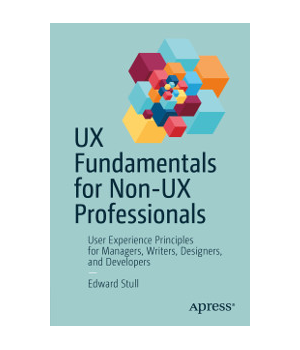 UX
Fundamentals
for Non-UX
Professionals
User Experience Principles
for Managers, Writers, Designers,
and Developers
—
Edward Stull
Apress®